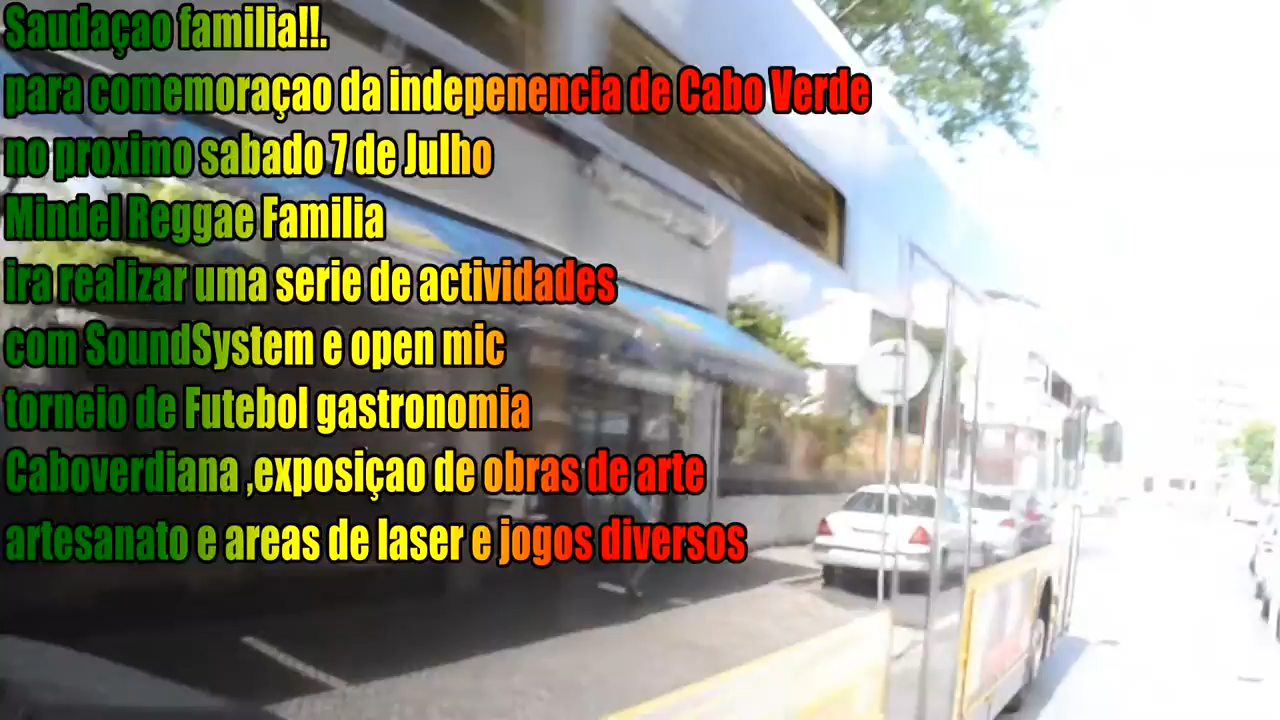 Saudaçao familia!!.
para comemoraçao da indepenencia de Cabo Verde
no proximo sabado 7 de Julho
Mindel Reggae Familia
ira realizar uma serie de actividades
com SoundSystem e open mic
torneio de Futebol gastronomia
Caboverdiana ,exposiçao de obras de arte
artesanato e areas de laser e jogos diversos